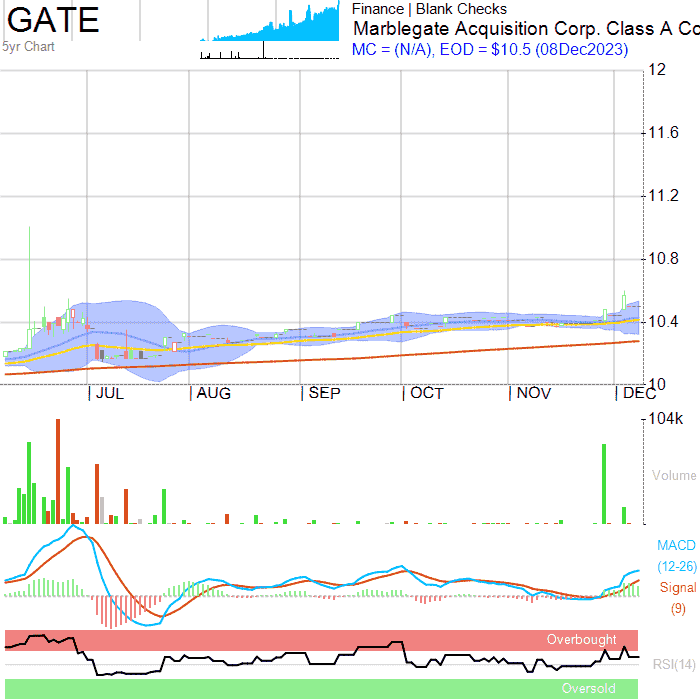 GATE
5yr Chart
Finance | Blank Checks
Marblegate Acquisition Corp. Class A Co
MC = (N/A), EOD = $10.5 (08Dec2023)
12
11.6
11.2
10.8
10.4
10
JUL AUG SEP OCT NOV DEC
104k
Volume
MACD
(12-26)
Signal
(9)
Overbought
RSI(14)
Oversold